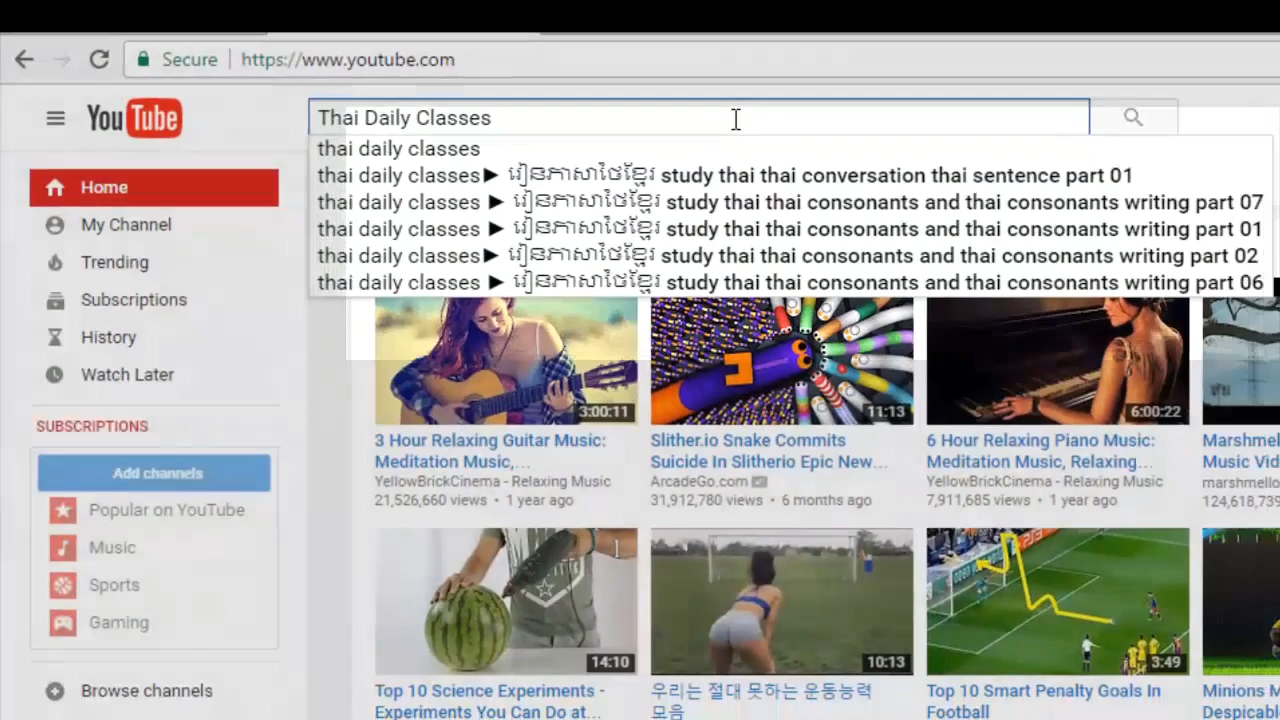 Secure https://www.youtube.com
YouTube
Thai Daily Classes
thai daily classes
thai daily classes► រៀនភាសាថៃខ្មែរ study thai thai conversation thai sentence part 01
thai daily classes ► រៀនភាសាថៃខ្មែរ study thai thai consonants and thai consonants writing part 07
thai daily classes ► រៀនភាសាថៃខ្មែរ study thai thai consonants and thai consonants writing part 01
thai daily classes► រៀនភាសាថៃខ្មែរ study thai thai consonants and thai consonants writing part 02
thai daily classes ► រៀនភាសាថៃខ្មែរ study thai thai consonants and thai consonants writing part 06
Home
My Channel
Trending
Subscriptions
History
Watch Later
SUBSCRIPTIONS
Add channels
Popular on YouTube
Music
Sports
Gaming
Browse channels
3:00:11
3 Hour Relaxing Guitar Music:
Meditation Music,...
YellowBrickCinema - Relaxing Music
21,526,660 views • 1 year ago
11:13
Slither.io Snake Commits
Suicide In Slitherio Epic New...
ArcadeGo.com
31,912,780 views • 6 months ago
6:00:22
6 Hour Relaxing Piano Music:
Meditation Music, Relaxing...
YellowBrickCinema - Relaxing Music
7,911,685 views • 1 year ago
Marshmel
Music Vid
marshmello
124,618,739
14:10
Top 10 Science Experiments -
Experiments You Can Do at...
10:13
우리는 절대 못하는 운동능력
모음
3:49
Top 10 Smart Penalty Goals In
Football
Minions M
Despicabl